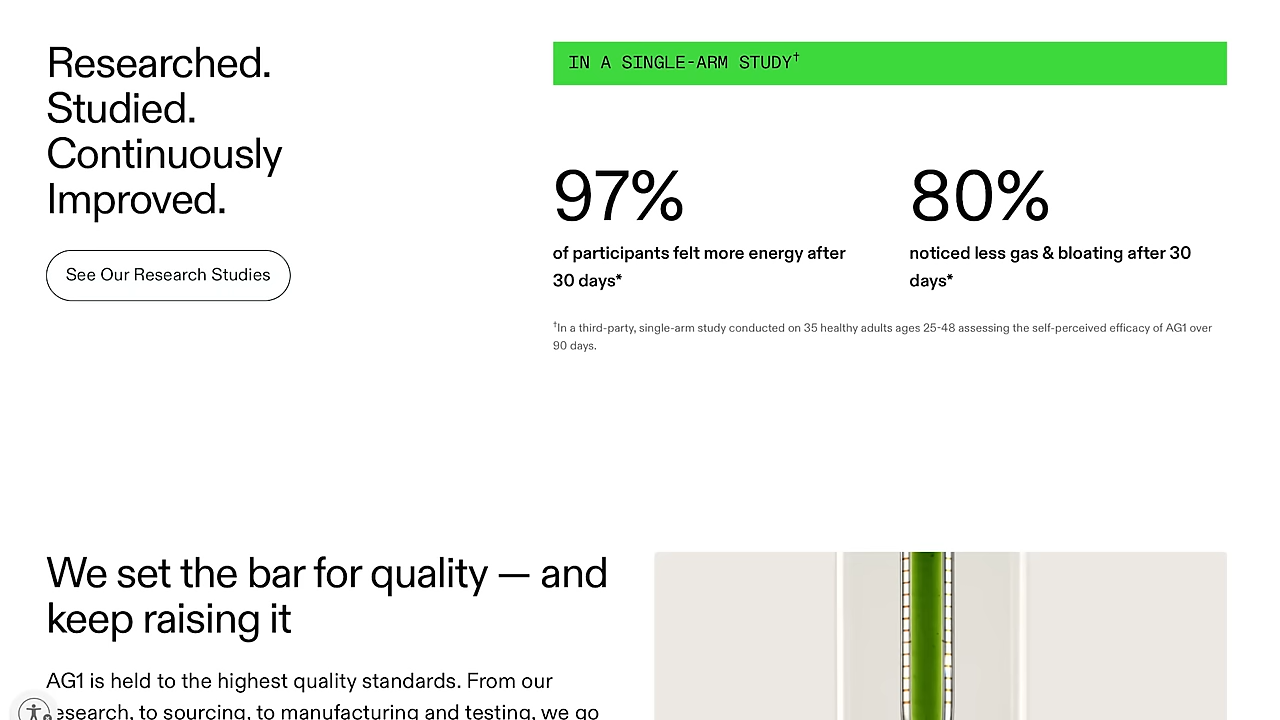 Researched.
Studied.
Continuously
Improved.
See Our Research Studies
IN A SINGLE-ARM STUDY†
97%
of participants felt more energy after
30 days*
80%
noticed less gas & bloating after 30
days*
†In a third-party, single-arm study conducted on 35 healthy adults ages 25-48 assessing the self-perceived efficacy of AG1 over
90 days.
We set the bar for quality — and
keep raising it
AG1 is held to the highest quality standards. From our
esearch, to sourcing, to manufacturing and testing, we go